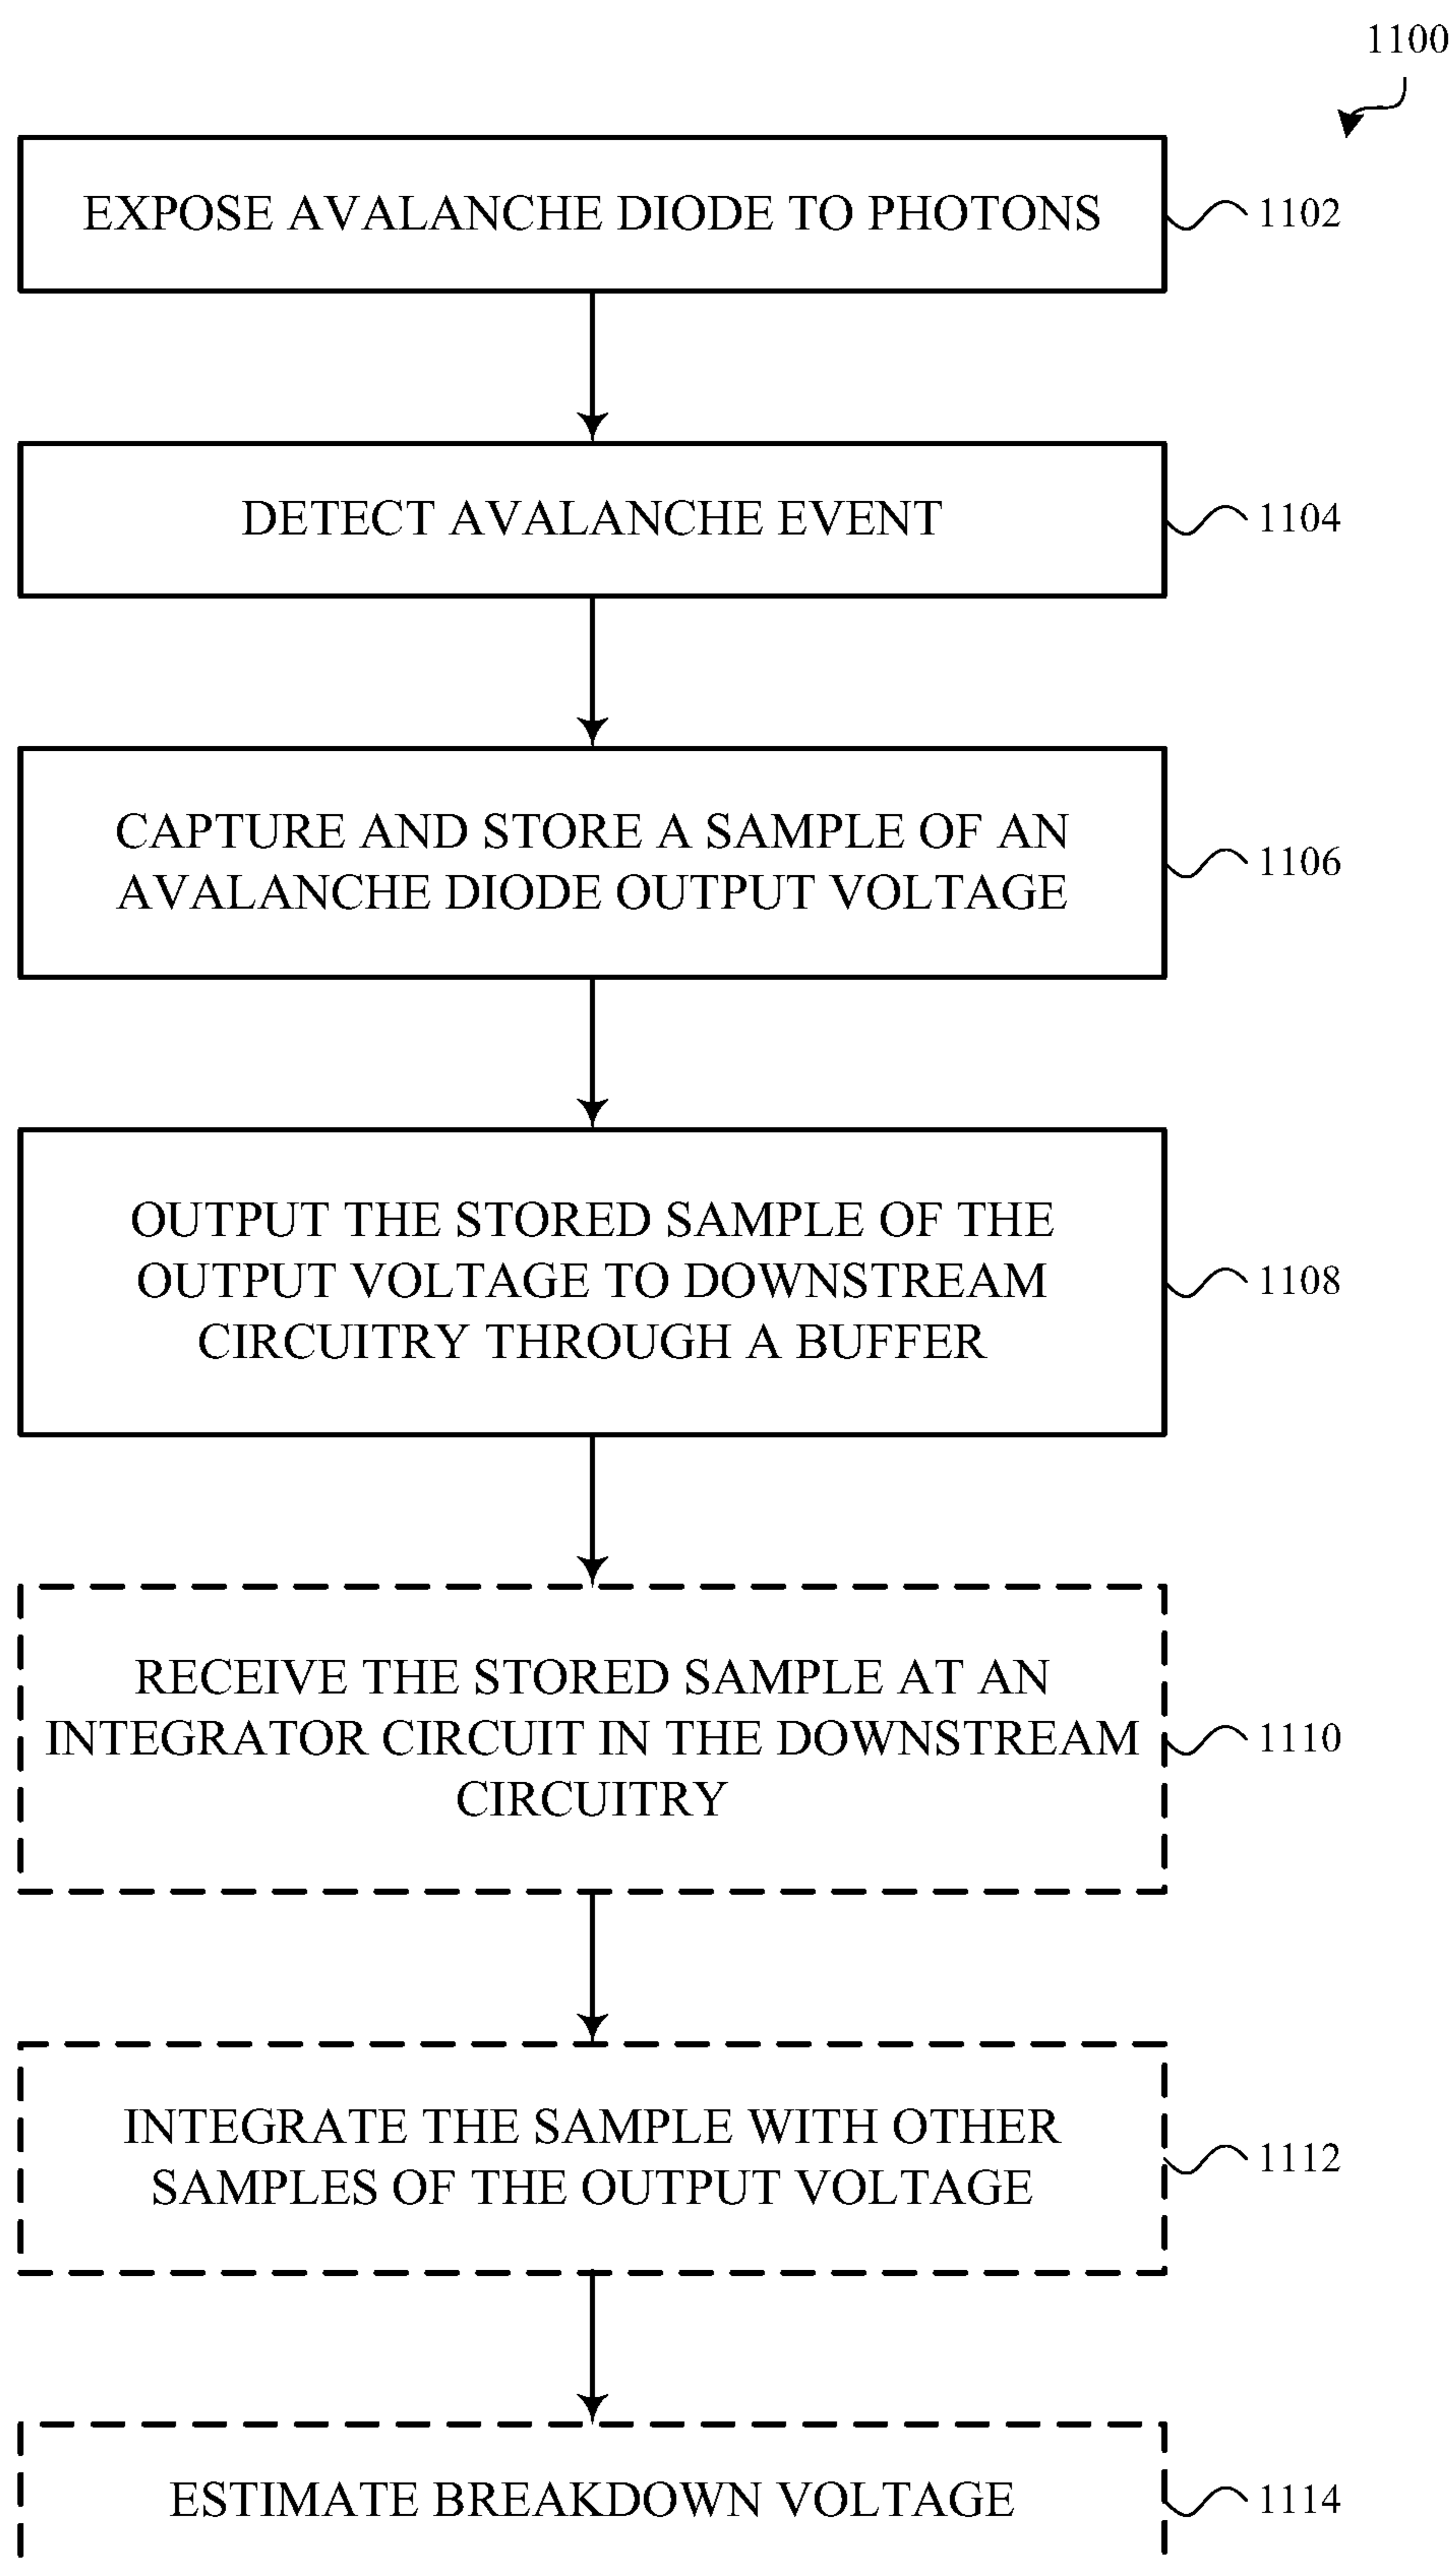 1100
EXPOSE AVALANCHE DIODE TO PHOTONS
1102
DETECT AVALANCHE EVENT
1104
CAPTURE AND STORE A SAMPLE OF AN
AVALANCHE DIODE OUTPUT VOLTAGE
1106
OUTPUT THE STORED SAMPLE OF THE
OUTPUT VOLTAGE TO DOWNSTREAM
CIRCUITRY THROUGH A BUFFER
1108
RECEIVE THE STORED SAMPLE AT AN
INTEGRATOR CIRCUIT IN THE DOWNSTREAM
CIRCUITRY
1110
INTEGRATE THE SAMPLE WITH OTHER
SAMPLES OF THE OUTPUT VOLTAGE
1112
ESTIMATE BREAKDOWN VOLTAGE
1114